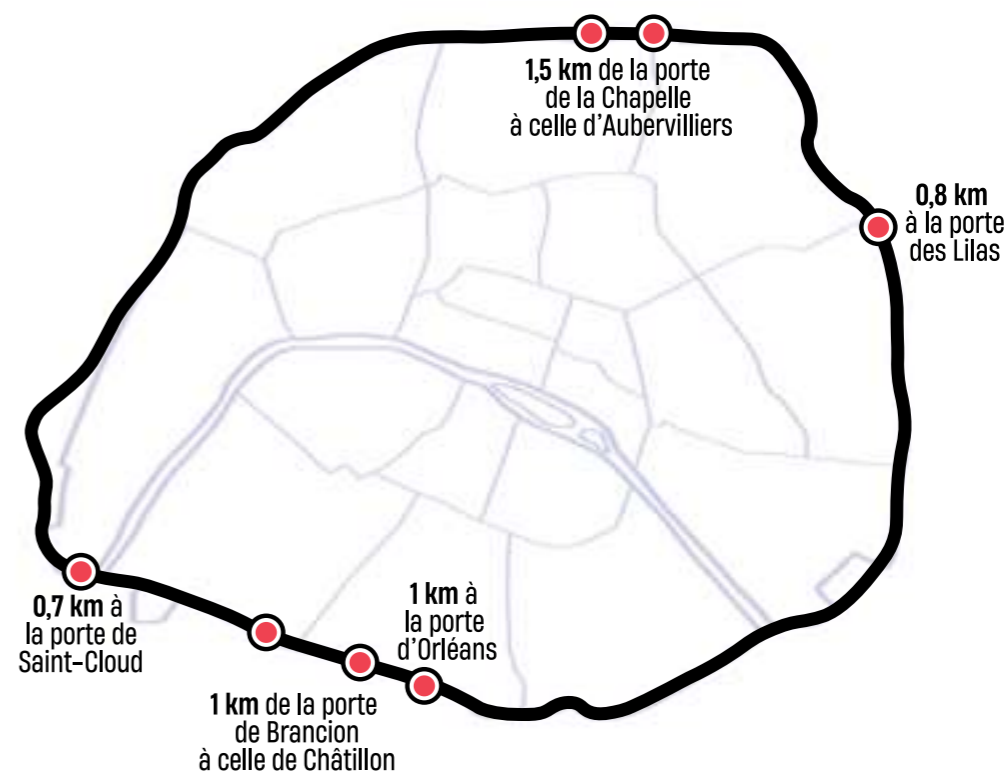 1,5 km de la porte
de la Chapelle
à celle d'Aubervilliers
0,8 km
à la porte
des Lilas
0,7 km à
la porte de
Saint-Cloud
1 km à
la porte
d'Orléans
1 km de la porte
de Brancion
à celle de Châtillon